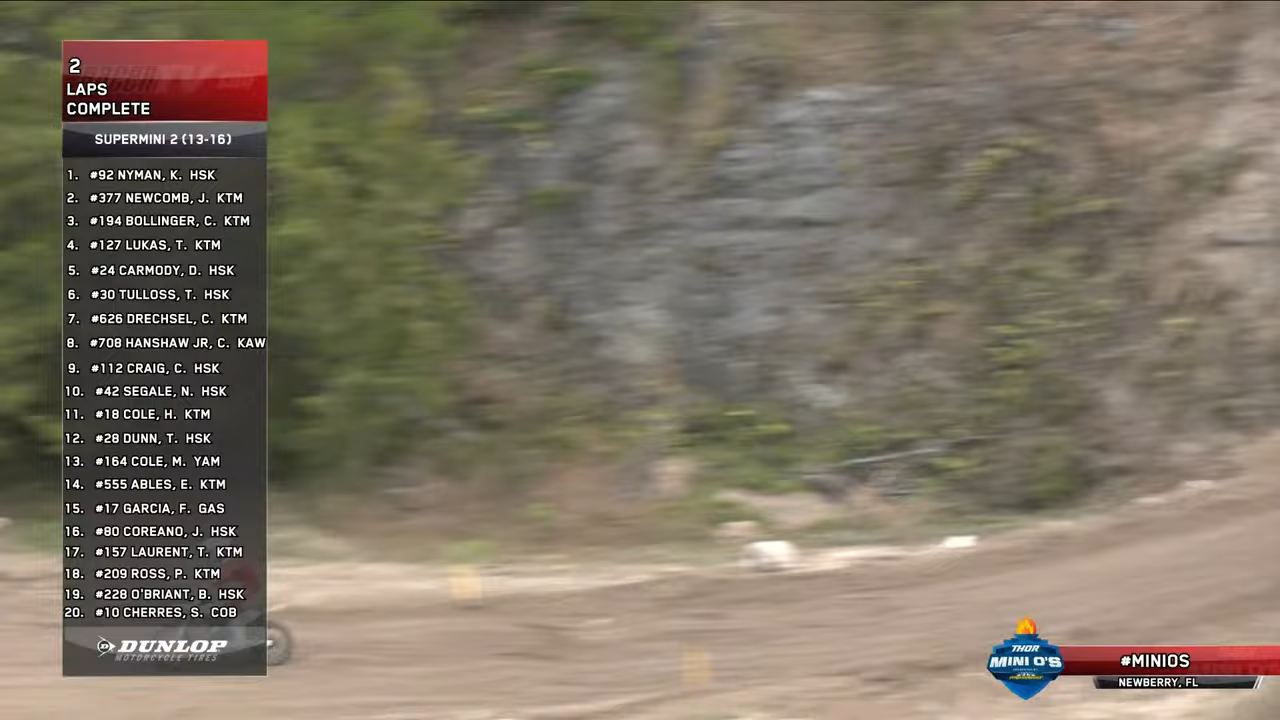 2
LAPS
COMPLETE
SUPERMINI 2 (13-16)
1. #92 NYMAN, K. HSK
2. #377 NEWCOMB, J. KTM
3. #194 BOLLINGER, C. KTM
4. #127 LUKAS, T. KTM
5. #24 CARMODY, D. HSK
6. #30 TULLOSS, T. HSK
7. #626 DRECHSEL, C. KTM
8. #708 HANSHAW JR, C. KAW
9. #112 CRAIG, C. HSK
10. #42 SEGALE, N. HSK
11. #18 COLE, H. KTM
12. #28 DUNN, T. HSK
13. #164 COLE, M. YAM
14. #555 ABLES, E. KTM
15. #17 GARCIA, F. GAS
16. #80 COREANO, J. HSK
17. #157 LAURENT, T. KTM
18. #209 ROSS, P. KTM
19. #228 O'BRIANT, B. HSK
20. #10 CHERRES, S. COB
DUNLOP
MOTORCYCLE TIRES
THOR
MINI O'S
#MINIOS
NEWBERRY, FL